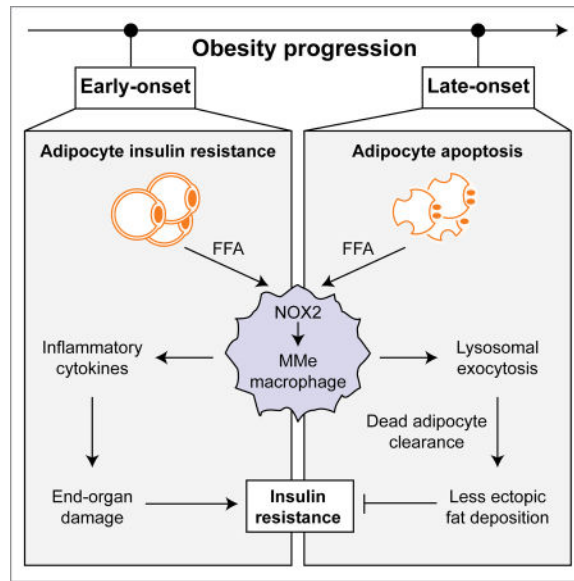 Obesity progression
Early-onset
Late-onset
Adipocyte insulin resistance
Adipocyte apoptosis
FFA
FFA
NOX2
MMe
macrophage
Inflammatory
cytokines
Lysosomal
exocytosis
Dead adipocyte
clearance
End-organ
damage
Insulin
resistance
Less ectopic
fat deposition